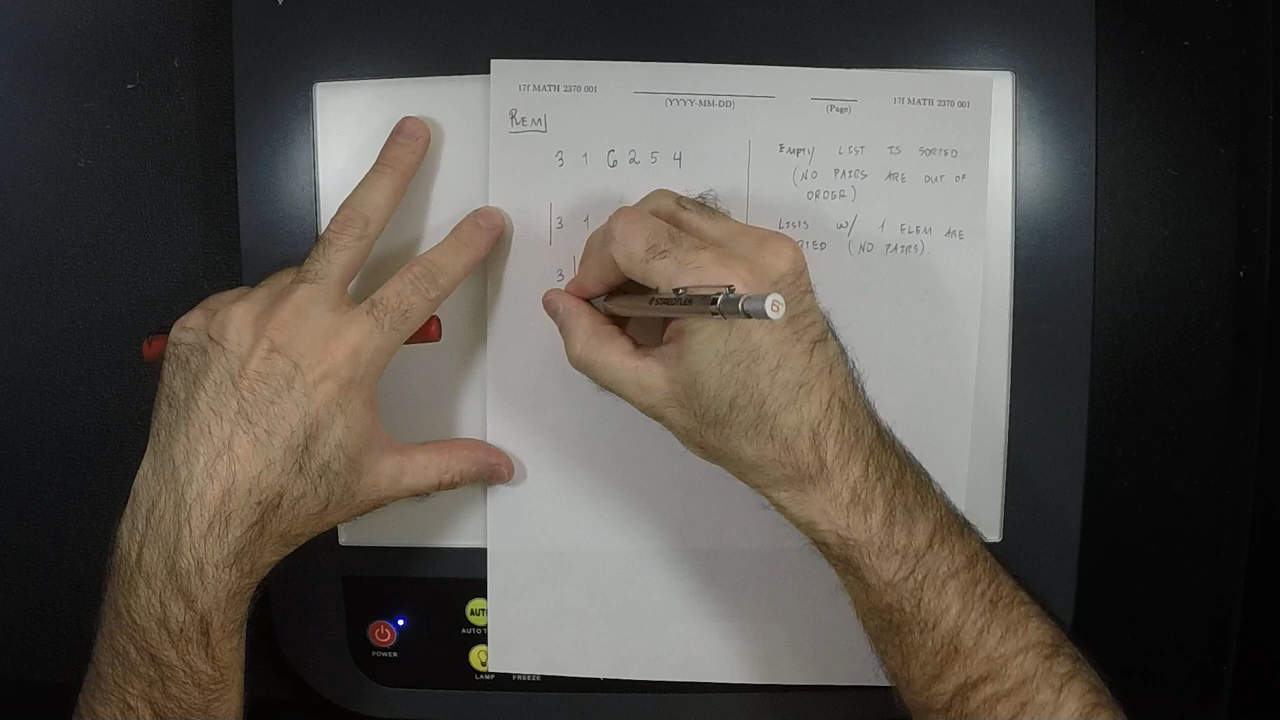 17f MATH 2370 001
(YYYY-MM-DD)
(Page)
17f MATH 2370 001
REM
3 1 6 2 5 4
3 1
3
EMPTY LIST IS SORTED
(NO PAIRS ARE OUT OF
ORDER)
LISTS W/ 1 ELEM ARE
(NO PAIRS).
STAEDTLER
POWER
AUTO
LAMP
FREEZE